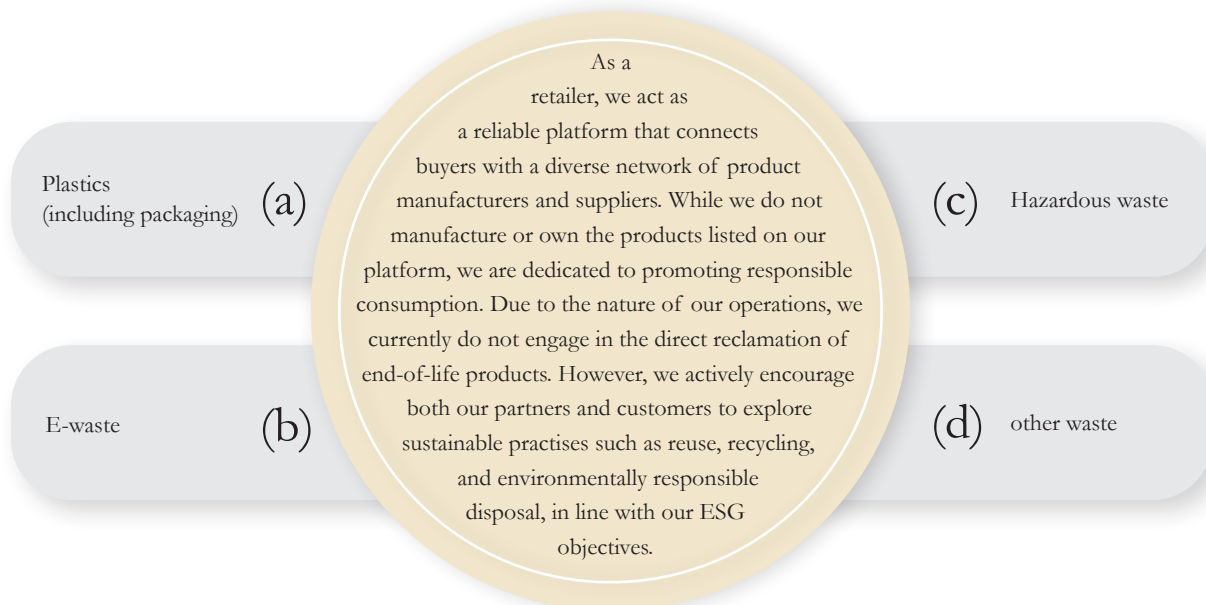 Plastics
(including packaging)
(a)
E-waste
(b)
As a
retailer, we act as
a reliable platform that connects
buyers with a diverse network of product
manufacturers and suppliers. While we do not
manufacture or own the products listed on our
platform, we are dedicated to promoting responsible
consumption. Due to the nature of our operations, we
currently do not engage in the direct reclamation of
end-of-life products. However, we actively encourage
both our partners and customers to explore
sustainable practises such as reuse, recycling,
and environmentally responsible
disposal, in line with our ESG
objectives.
(c)
Hazardous waste
(d)
other waste